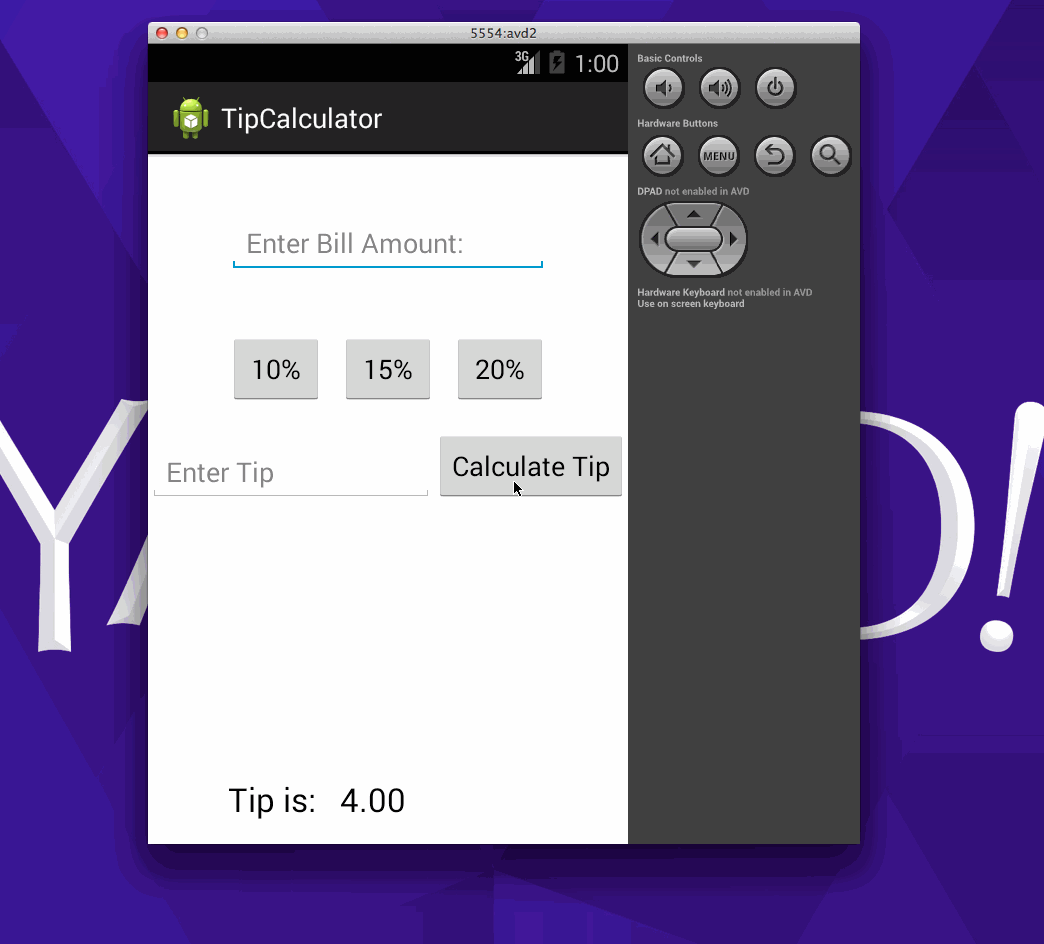 5554:avd2
3G 1:00
TipCalculator
Enter Bill Amount:
10% 15% 20%
Enter Tip
Calculate Tip
Tip is: 4.00
Basic Controls
Hardware Buttons
MENU
DPAD not enabled in AVD
Hardware Keyboard not enabled in AVD
Use on screen keyboard